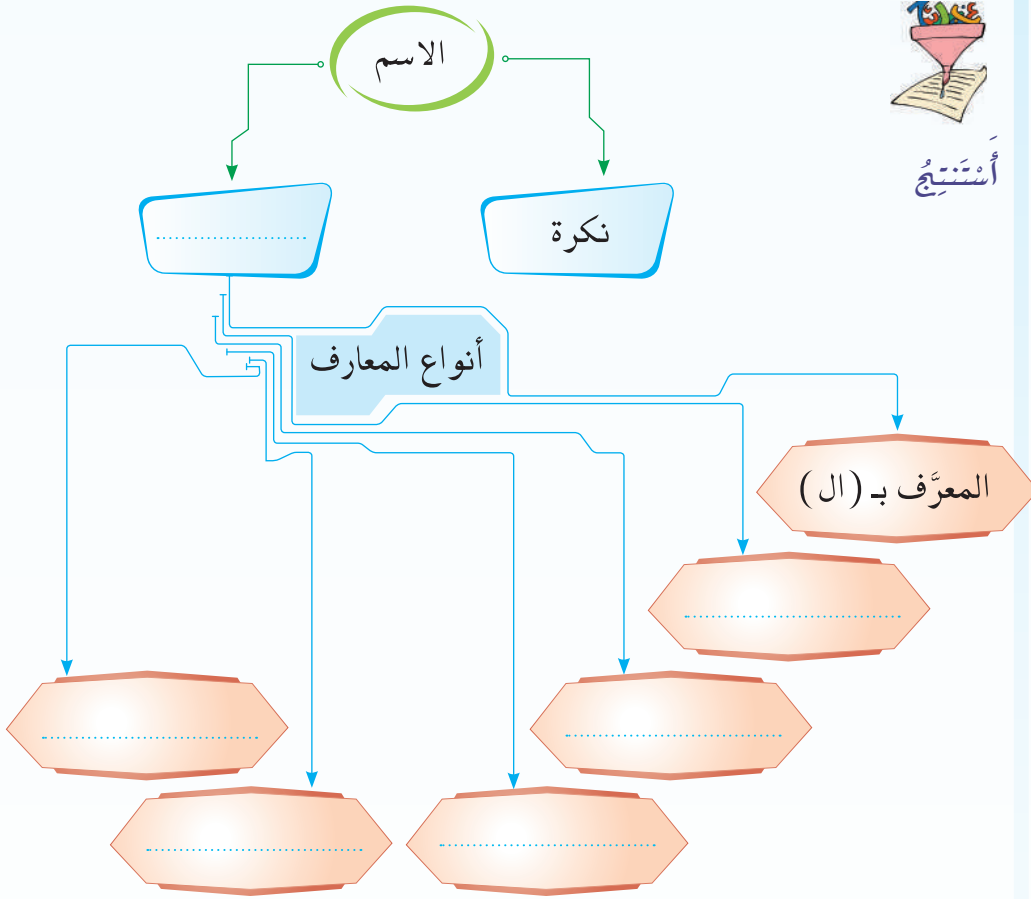 الاسم
أَسْتَنتِجُ
نكرة
أنواع المعارف
المعرَّف بـ (ال)